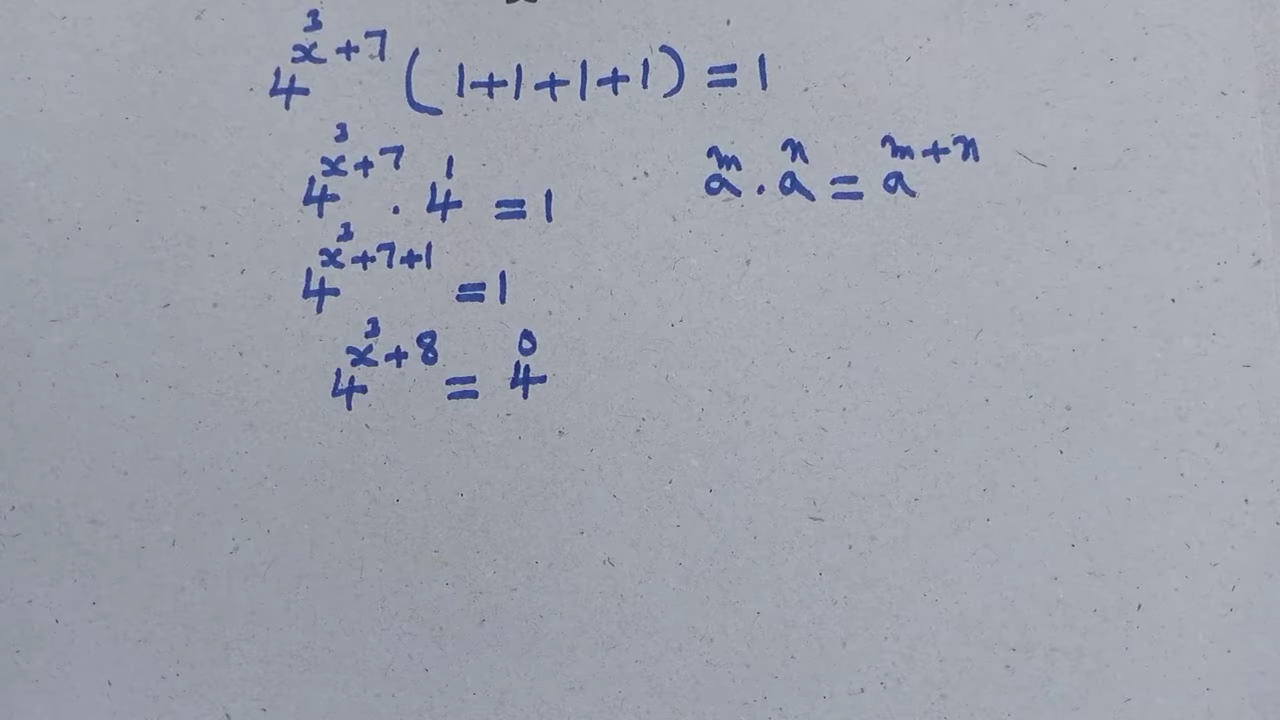 4^{x^3+7} (1+1+1+1) = 1
4^{x^3+7} . 4^1 = 1
a^m . a^n = a^{m+n}
4^{x^3+7+1} = 1
4^{x^3+8} = 4^0